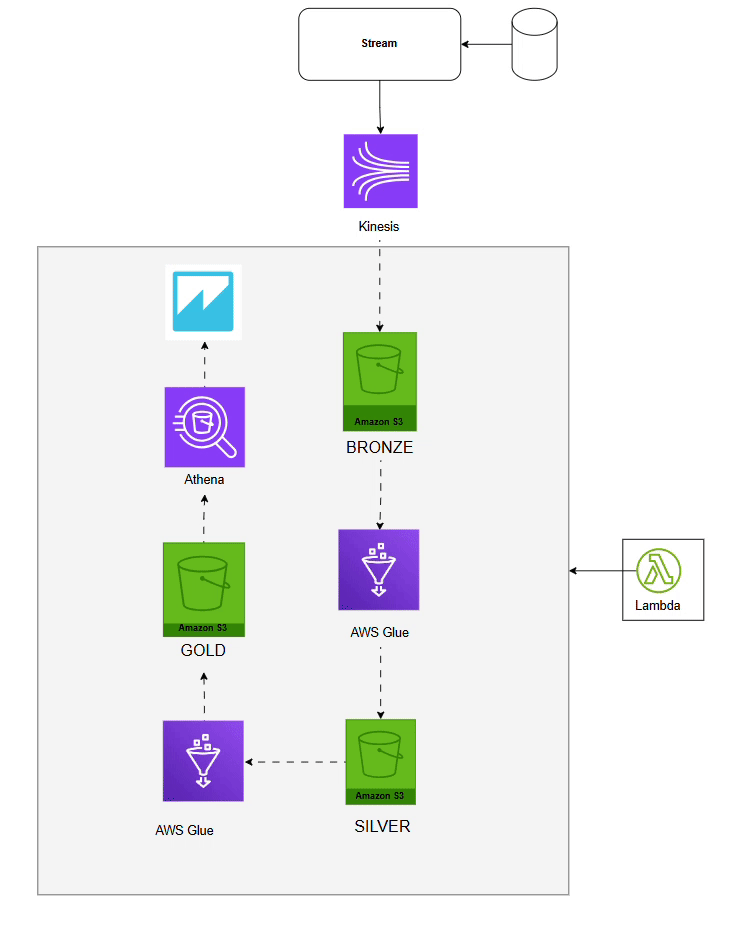 Stream
Kinesis
Amazon S3
BRONZE
Athena
AWS Glue
Amazon S3
GOLD
Lambda
Amazon S3
SILVER
AWS Glue